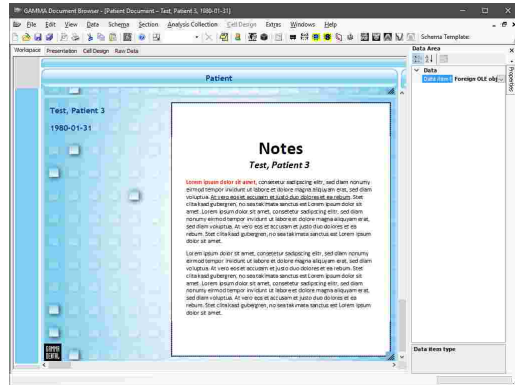 GAMMA Document Browser - [Patient Document - Test, Patient 3, 1980-01-31]
File Edit View Data Schema Section Analysis Collection Cell Design Extras Windows Help
Schema Template:
Workspace Presentation Cell Design Raw Data
Patient
Test, Patient 3
1980-01-31
Notes
Test, Patient 3
Lorem ipsum dolor sit amet, consetetur sadipscing elitr, sed diam nonumy
eirmod tempor invidunt ut labore et dolore magna aliquyam erat, sed diam
voluptua. At vero eos et accusam et justo duo dolores et ea rebum. Stet
clita kasd gubergren, no sea takimata sanctus est Lorem ipsum dolor sit
amet. Lorem ipsum dolor sit amet, consetetur sadipscing elitr, sed diam
nonumy eirmod tempor invidunt ut labore et dolore magna aliquyam erat,
sed diam voluptua. At vero eos et accusam et justo duo dolores et ea
rebum. Stet clita kasd gubergren, no sea takimata sanctus est Lorem ipsum
dolor sit amet.
Lorem ipsum dolor sit amet, consetetur sadipscing elitr, sed diam nonumy
eirmod tempor invidunt ut labore et dolore magna aliquyam erat, sed diam
voluptua. At vero eos et accusam et justo duo dolores et ea rebum. Stet
clita kasd gubergren, no sea takimata sanctus est Lorem ipsum dolor sit
amet. Lorem ipsum dolor sit amet, consetetur sadipscing elitr, sed diam
nonumy eirmod tempor invidunt ut labore et dolore magna aliquyam erat,
sed diam voluptua. At vero eos et accusam et justo duo dolores et ea
rebum. Stet clita kasd gubergren, no sea takimata sanctus est Lorem ipsum
dolor sit amet.
GAMMA
DENTAL
Data Area
Data
Data item t Foreign OLE obj
Data item type
Properties